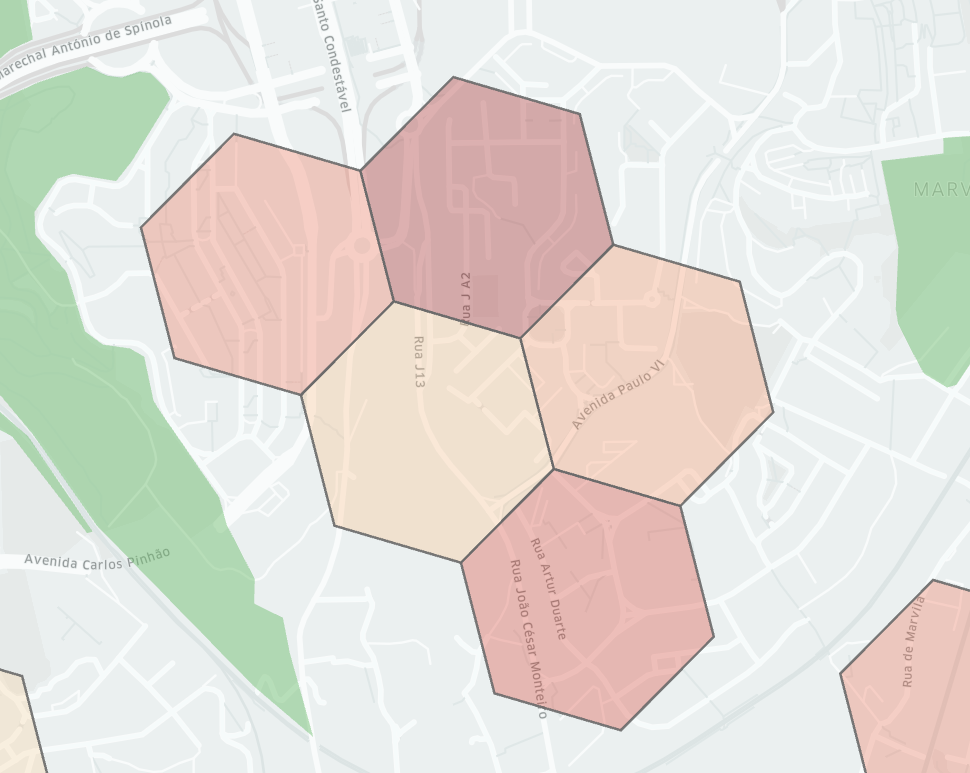 Marechal António de Spínola
Santo Condestável
MARV
Rua J A2
Rua J13
Avenida Paulo VI
Avenida Carlos Pinhão
Rua Artur Duarte
Rua João César Monteiro
Rua de Marvila